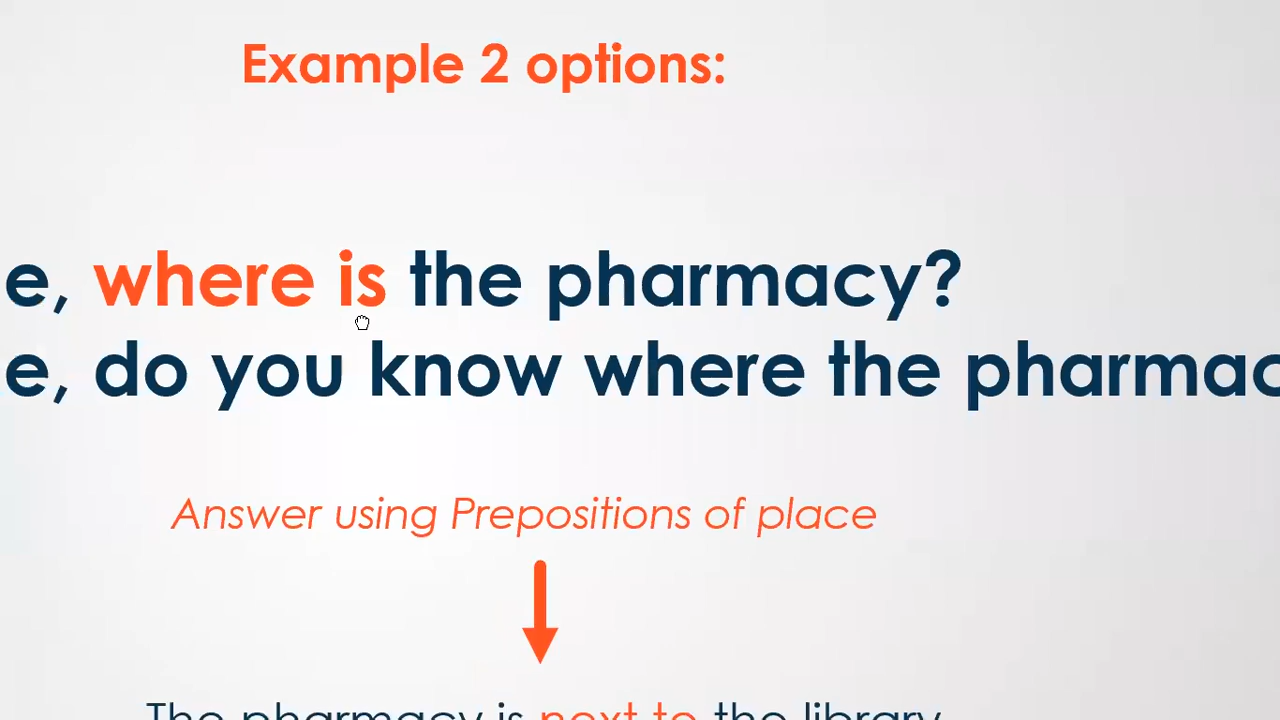 Example 2 options:
e, where is the pharmacy?
e, do you know where the pharmac
Answer using Prepositions of place
The pharmacy is next to the library